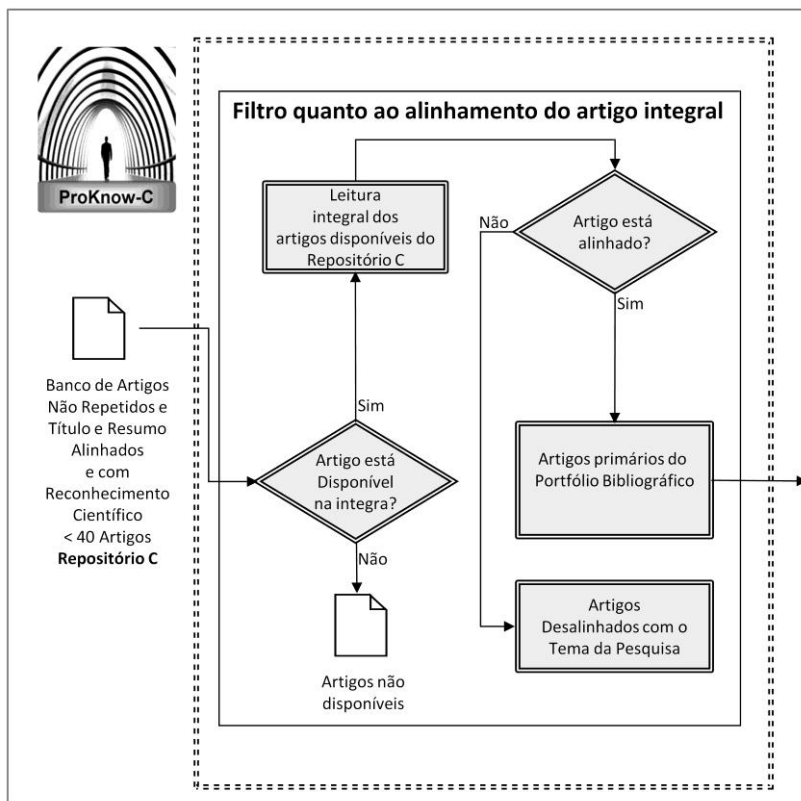 ProKnow-C
Filtro quanto ao alinhamento do artigo integral
Leitura
integral dos
artigos disponíveis do
Repositório C
Não
Artigo está
alinhado?
Sim
Banco de Artigos
Não Repetidos e
Título e Resumo
Alinhados
e com
Reconhecimento
Científico
< 40 Artigos
Repositório C
Sim
Artigo está
Disponível
na integra?
Não
Artigos não
disponíveis
Artigos primários do
Portfólio Bibliográfico
Artigos
Desalinhados com o
Tema da Pesquisa